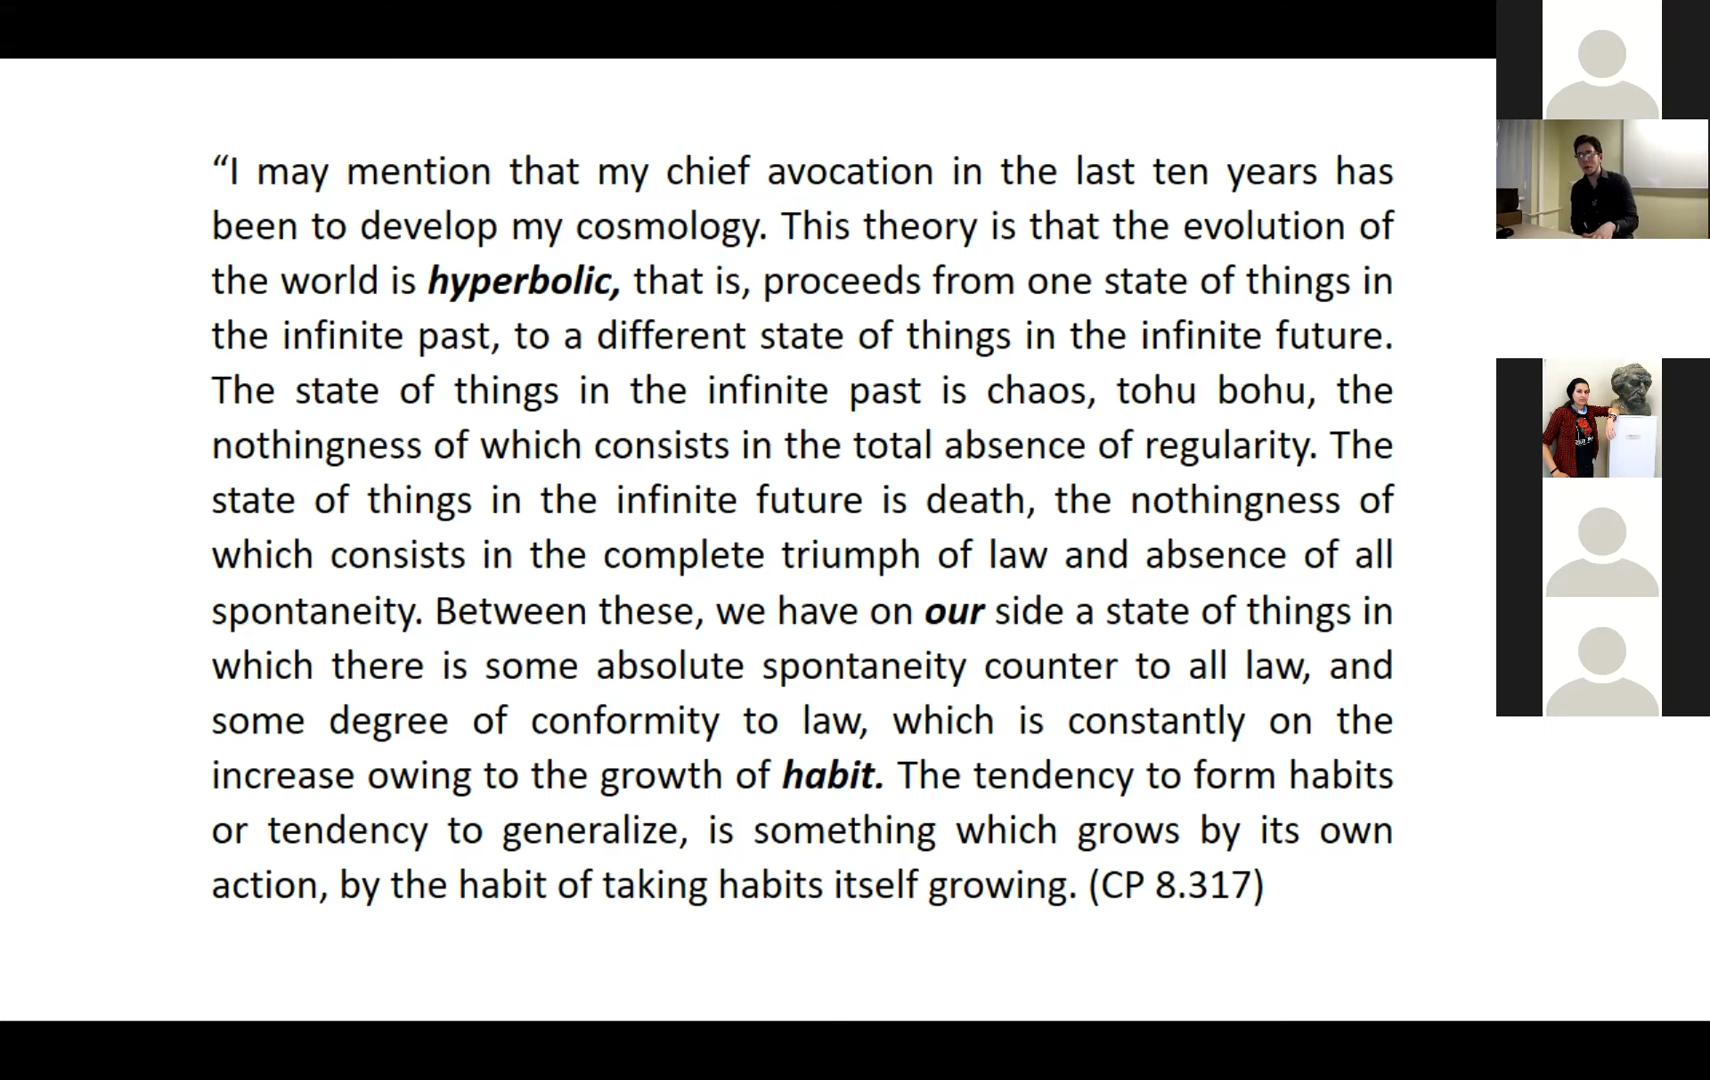 “I may mention that my chief avocation in the last ten years has
been to develop my cosmology. This theory is that the evolution of
the world is hyperbolic, that is, proceeds from one state of things in
the infinite past, to a different state of things in the infinite future.
The state of things in the infinite past is chaos, tohu bohu, the
nothingness of which consists in the total absence of regularity. The
state of things in the infinite future is death, the nothingness of
which consists in the complete triumph of law and absence of all
spontaneity. Between these, we have on our side a state of things in
which there is some absolute spontaneity counter to all law, and
some degree of conformity to law, which is constantly on the
increase owing to the growth of habit. The tendency to form habits
or tendency to generalize, is something which grows by its own
action, by the habit of taking habits itself growing. (CP 8.317)